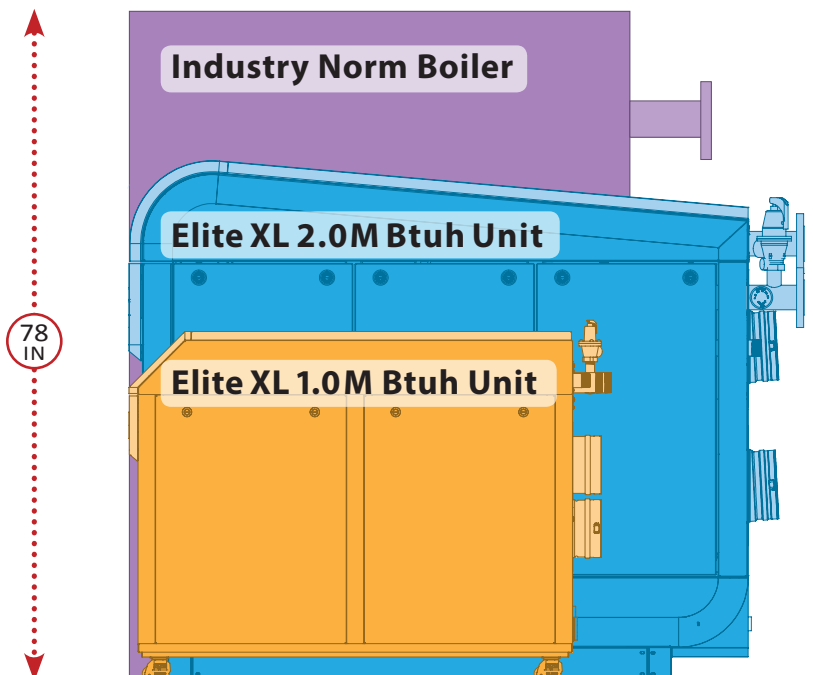 Industry Norm Boiler
Elite XL 2.0M Btuh Unit
78
IN
Elite XL 1.0M Btuh Unit